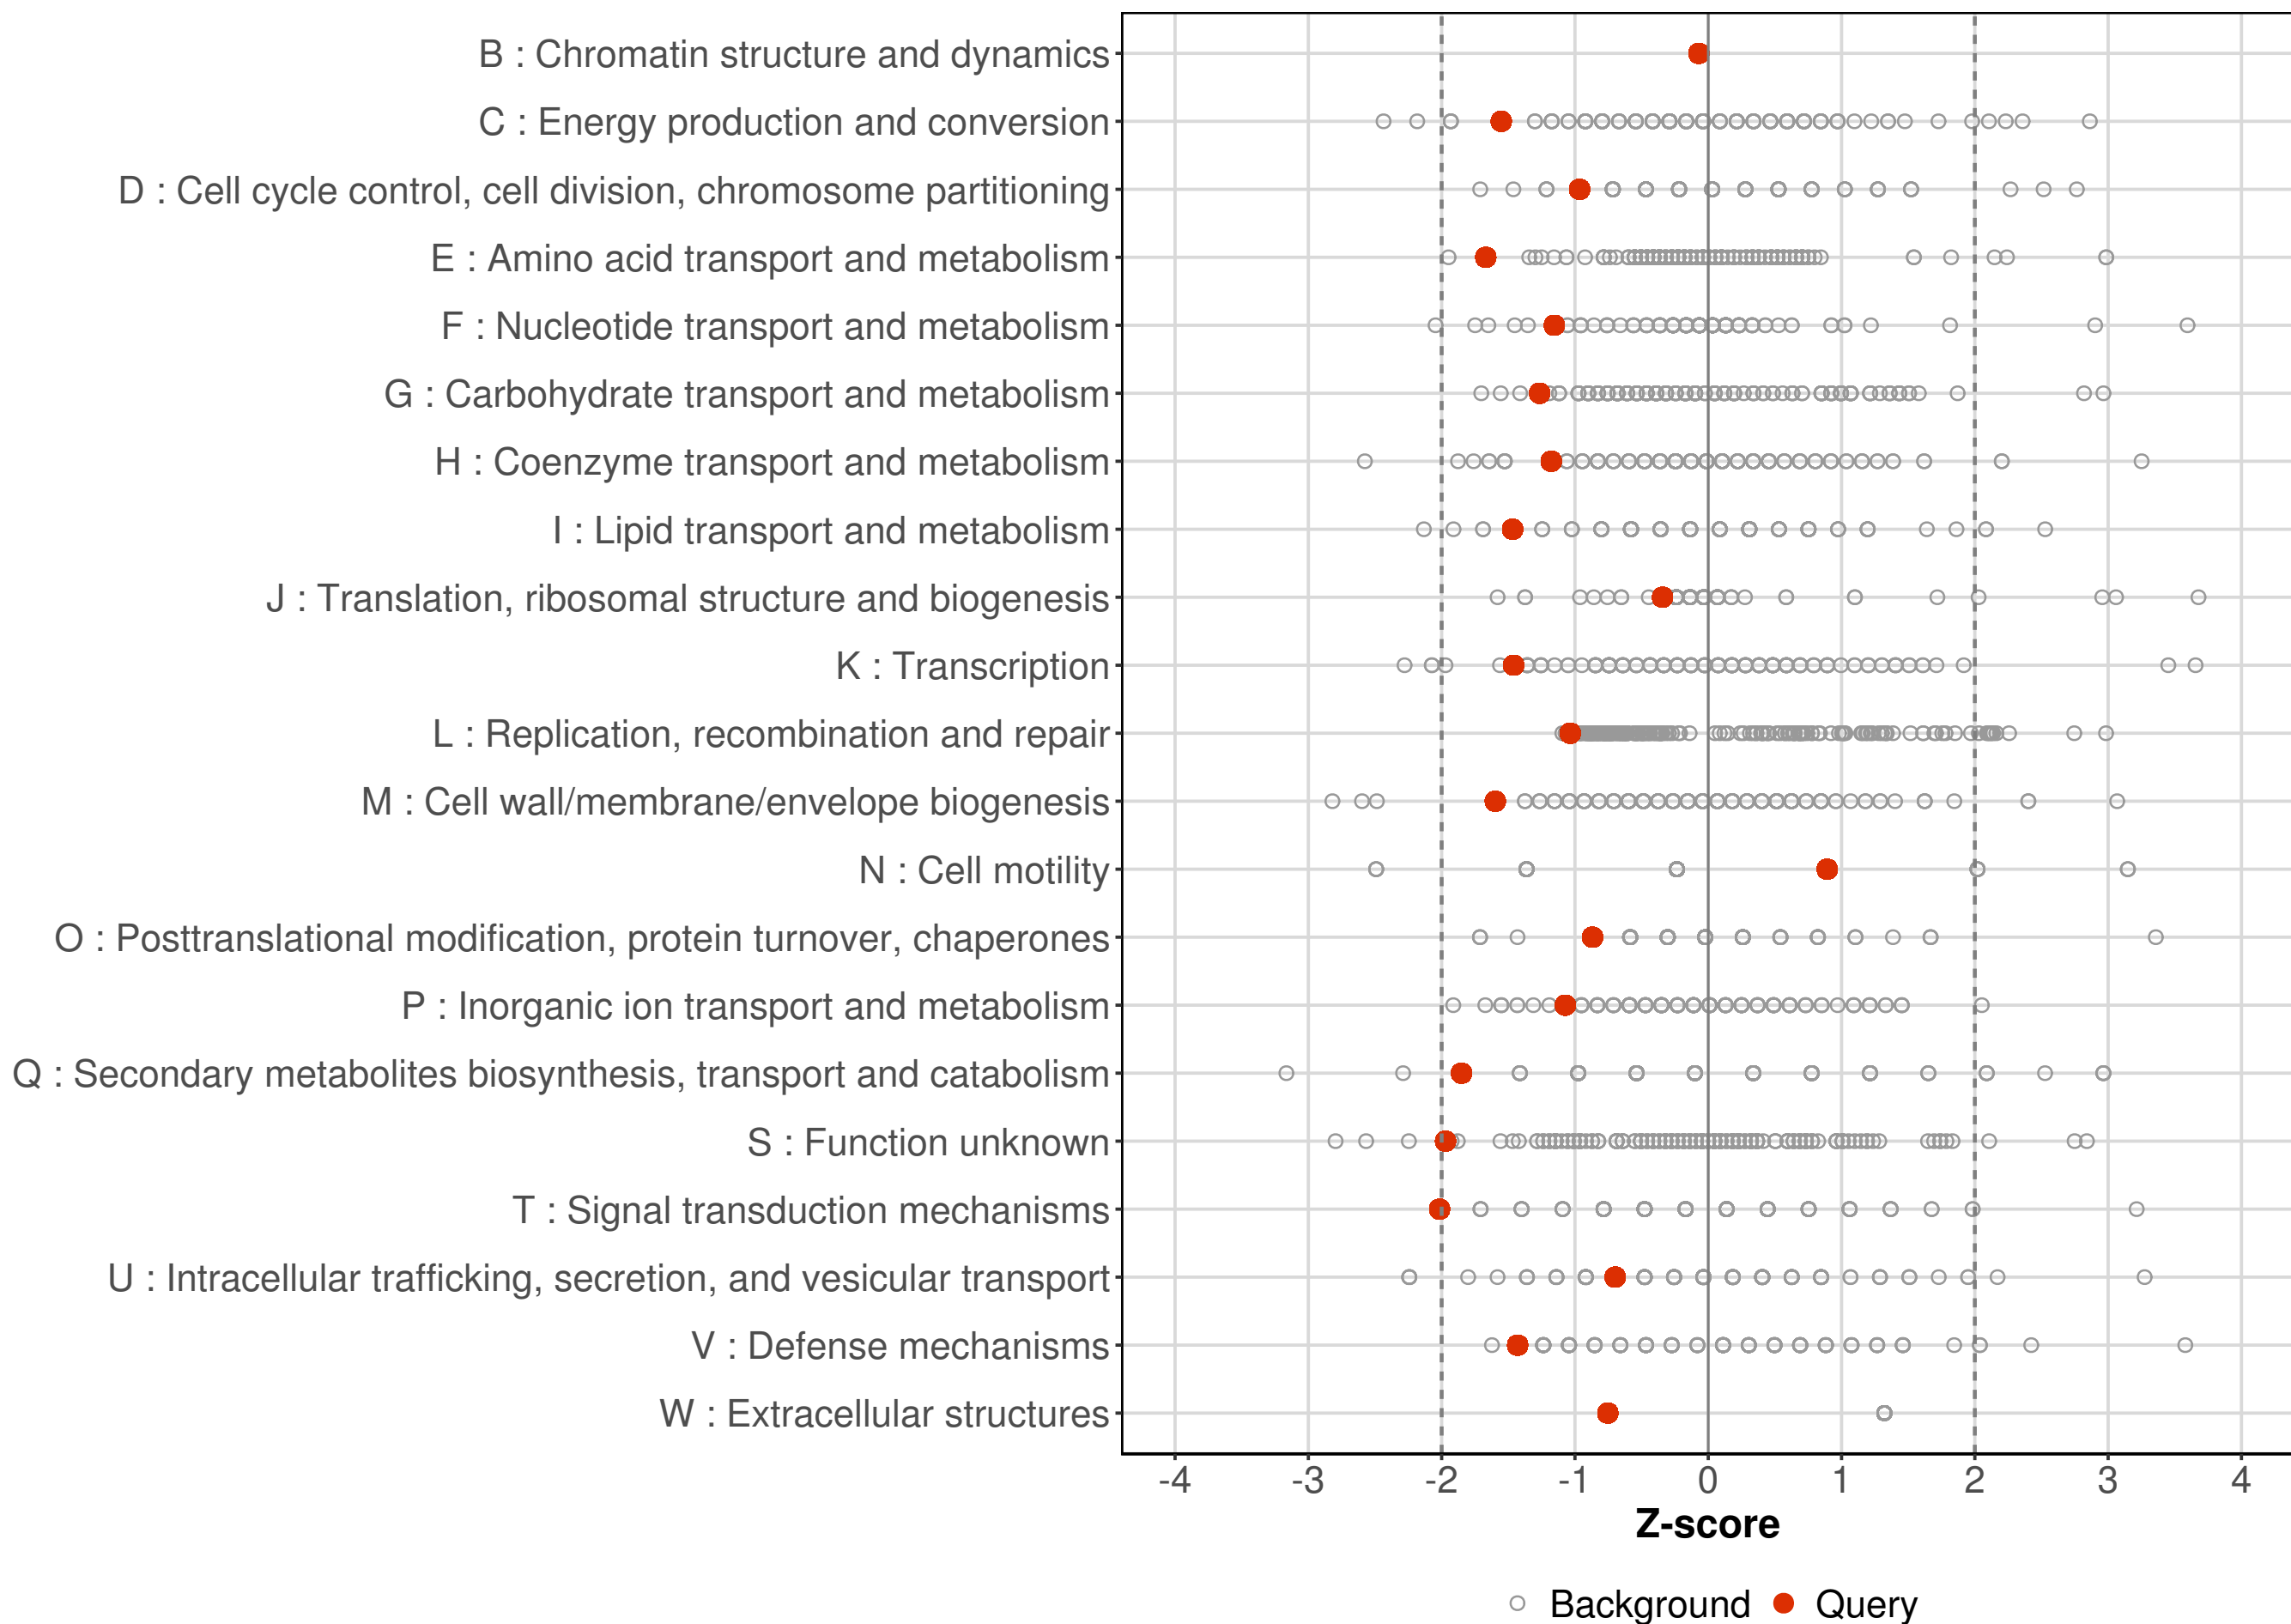 B : Chromatin structure and dynamics
C : Energy production and conversion
D : Cell cycle control, cell division, chromosome partitioning
E : Amino acid transport and metabolism
F : Nucleotide transport and metabolism
G : Carbohydrate transport and metabolism
H : Coenzyme transport and metabolism
I : Lipid transport and metabolism
J : Translation, ribosomal structure and biogenesis
K : Transcription
L : Replication, recombination and repair
M : Cell wall/membrane/envelope biogenesis
N : Cell motility
O : Posttranslational modification, protein turnover, chaperones
P : Inorganic ion transport and metabolism
Q : Secondary metabolites biosynthesis, transport and catabolism
S : Function unknown
T : Signal transduction mechanisms
U : Intracellular trafficking, secretion, and vesicular transport
V : Defense mechanisms
W : Extracellular structures
-4 -3 -2 -1 0 1 2 3 4
Z-score
Background Query